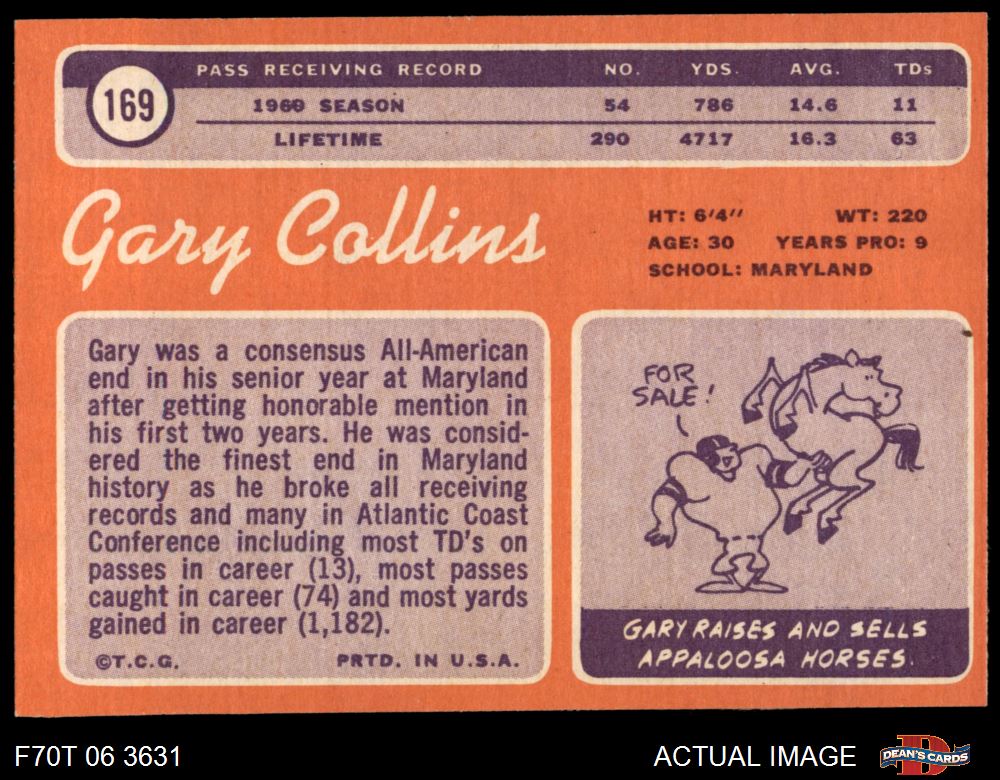 169
PASS RECEIVING RECORD NO. YDS. AVG. TDs
1969 SEASON 54 786 14.6 11
LIFETIME 290 4717 16.3 63
Gary Collins
HT: 6'4" WT: 220
AGE: 30 YEARS PRO: 9
SCHOOL: MARYLAND
Gary was a consensus All-American
end in his senior year at Maryland
after getting honorable mention in
his first two years. He was consid-
ered the finest end in Maryland
history as he broke all receiving
records and many in Atlantic Coast
Conference including most TD's on
passes in career (13), most passes
caught in career (74) and most yards
gained in career (1,182).
©T.C.G. PRTD. IN U.S.A.
FOR
SALE!
GARY RAISES AND SELLS
APPALOOSA HORSES.
F70T 06 3631 ACTUAL IMAGE DEAN'S CARDS